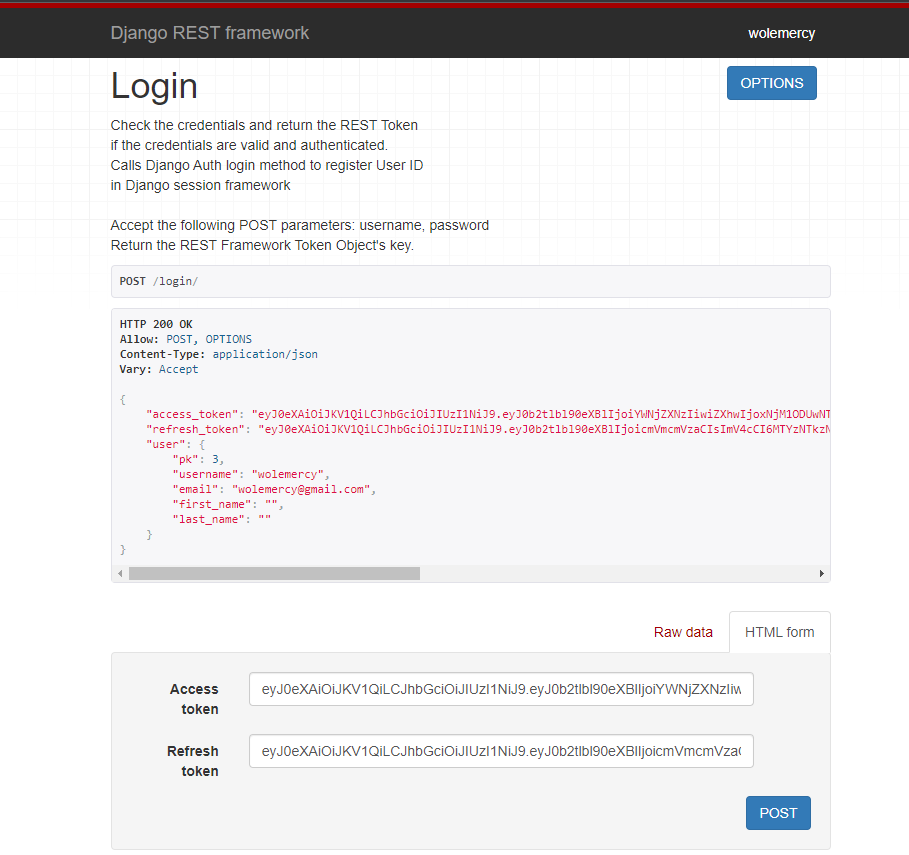 Django REST framework
wolemercy
Login
OPTIONS
Check the credentials and return the REST Token
if the credentials are valid and authenticated.
Calls Django Auth login method to register User ID
in Django session framework
Accept the following POST parameters: username, password
Return the REST Framework Token Object's key.
POST /login/
HTTP 200 OK
Allow: POST, OPTIONS
Content-Type: application/json
Vary: Accept
{
"access_token": "eyJ0eXAiOiJKV1QiLCJhbGciOiJIUzI1NiJ9.eyJ0b2tlbl90eXBlIjoiYWNjZXNzIiwiZXhwIjoxNjM1ODUwNT
"refresh_token": "eyJ0eXAiOiJKV1QiLCJhbGciOiJIUzI1NiJ9.eyJ0b2tlbl90eXBlIjoicmVmcmVzaCIsImV4cCI6MTYzNTkzN
"user": {
"pk": 3,
"username": "wolemercy",
"email": "wolemercy@gmail.com",
"first_name": "",
"last_name": ""
}
}
Raw data
HTML form
Access token
eyJ0eXAiOiJKV1QiLCJhbGciOiJIUzI1NiJ9.eyJ0b2tlbl90eXBlIjoiYWNjZXNzIiw
Refresh token
eyJ0eXAiOiJKV1QiLCJhbGciOiJIUzI1NiJ9.eyJ0b2tlbl90eXBlIjoicmVmcmVzaC
POST